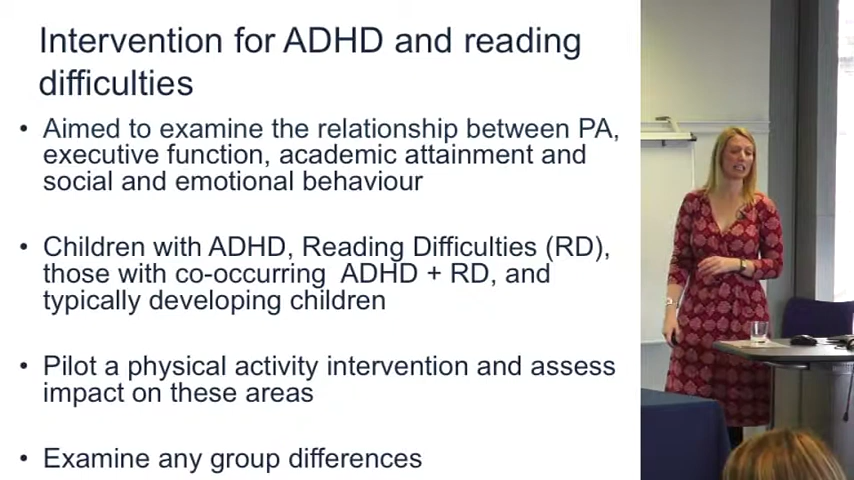 Intervention for ADHD and reading
difficulties
• Aimed to examine the relationship between PA,
executive function, academic attainment and
social and emotional behaviour
• Children with ADHD, Reading Difficulties (RD),
those with co-occurring ADHD + RD, and
typically developing children
• Pilot a physical activity intervention and assess
impact on these areas
• Examine any group differences